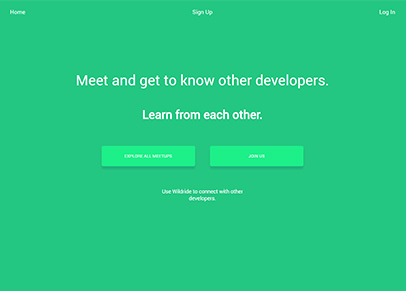 Home
Sign Up
Log In
Meet and get to know other developers.
Learn from each other.
EXPLORE ALL MEETUPS
JOIN US
Use Wildride to connect with other
developers.